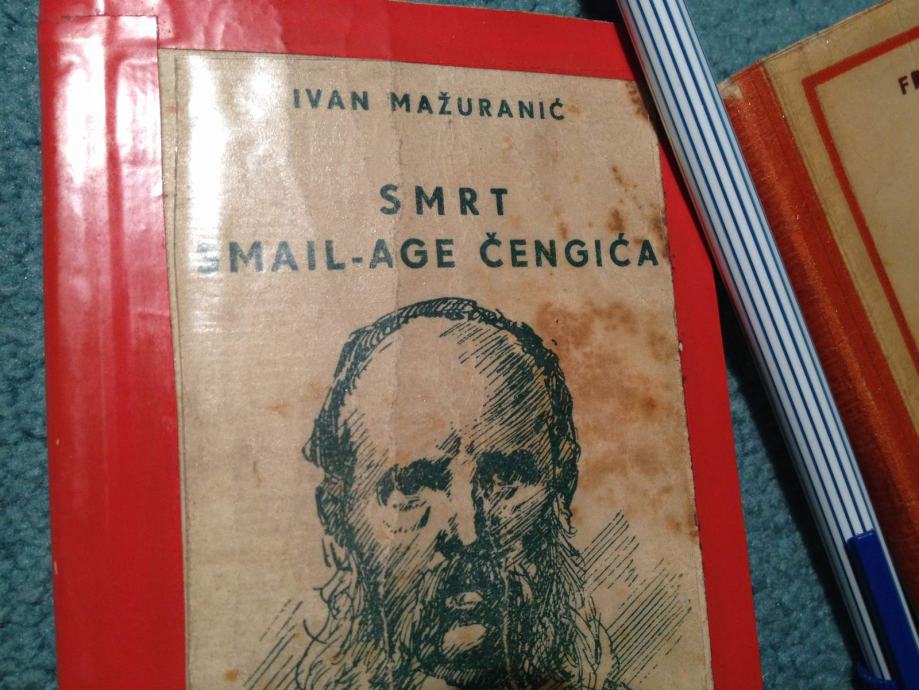 IVAN MAŽURANIĆ
SMRT
SMAIL-AGE ČENGIĆA